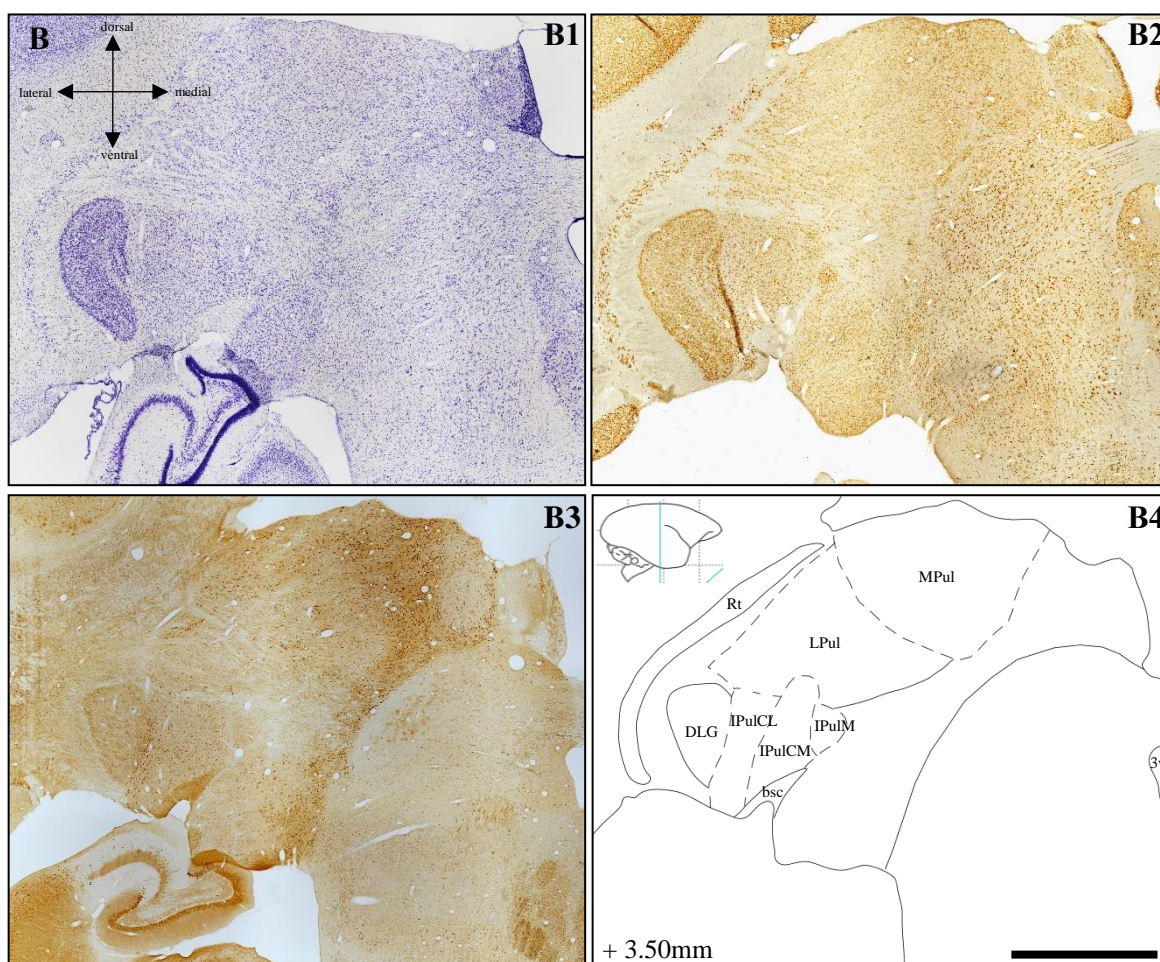 B
B1
dorsal
lateral
medial
ventral
B2
B3
B4
MPul
Rt
LPul
DLG
IPulCL
IPulM
IPulCM
bsc
+ 3.50mm